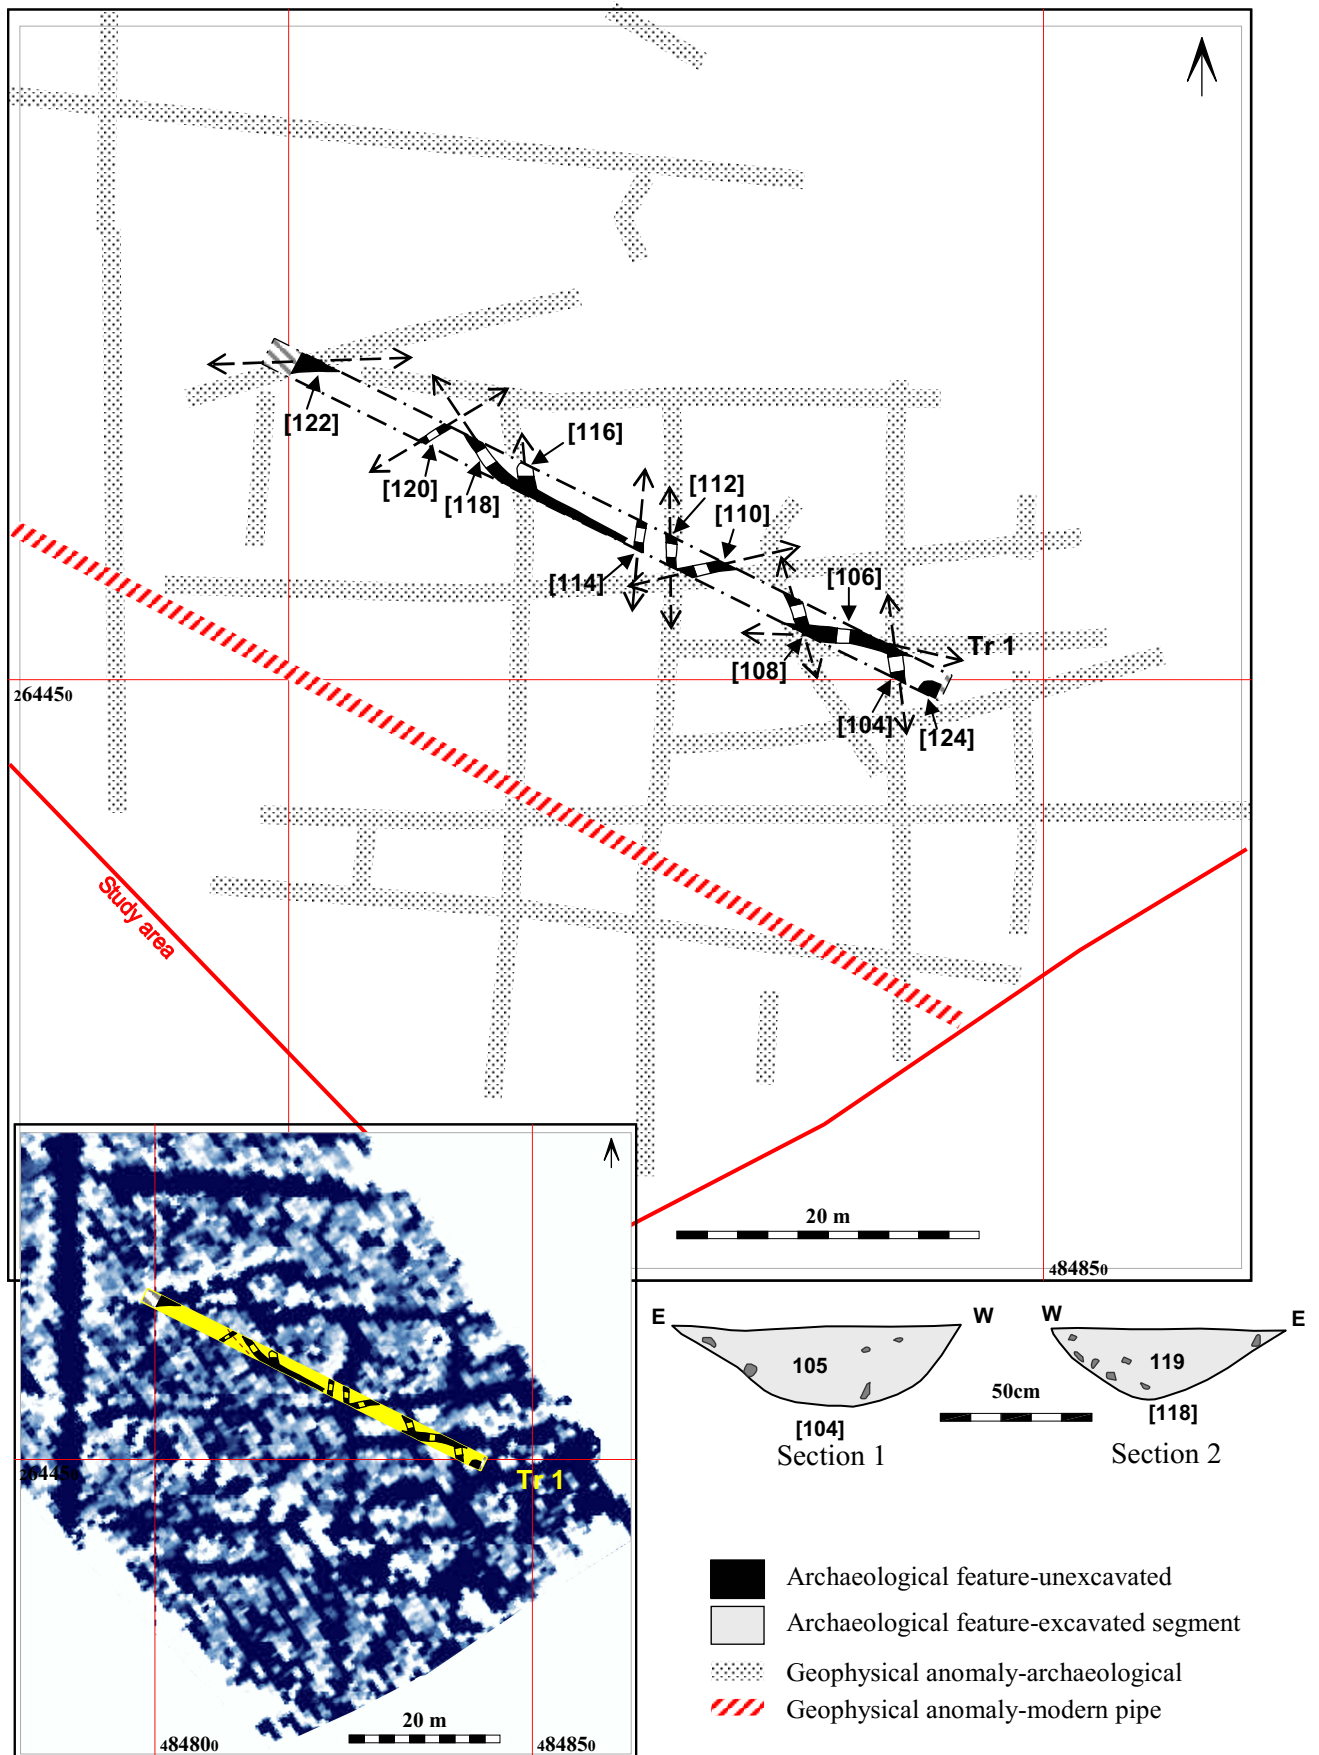 [122]
[120]
[118]
[116]
[112]
[110]
[114]
[106]
[108]
Tr 1
[104]
[124]
264450
Study area
20 m
484850
264450
Tr 1
20 m
484800
484850
E
W
W
E
105
119
50cm
[104]
[118]
Section 1
Section 2
Archaeological feature-unexcavated
Archaeological feature-excavated segment
Geophysical anomaly-archaeological
Geophysical anomaly-modern pipe